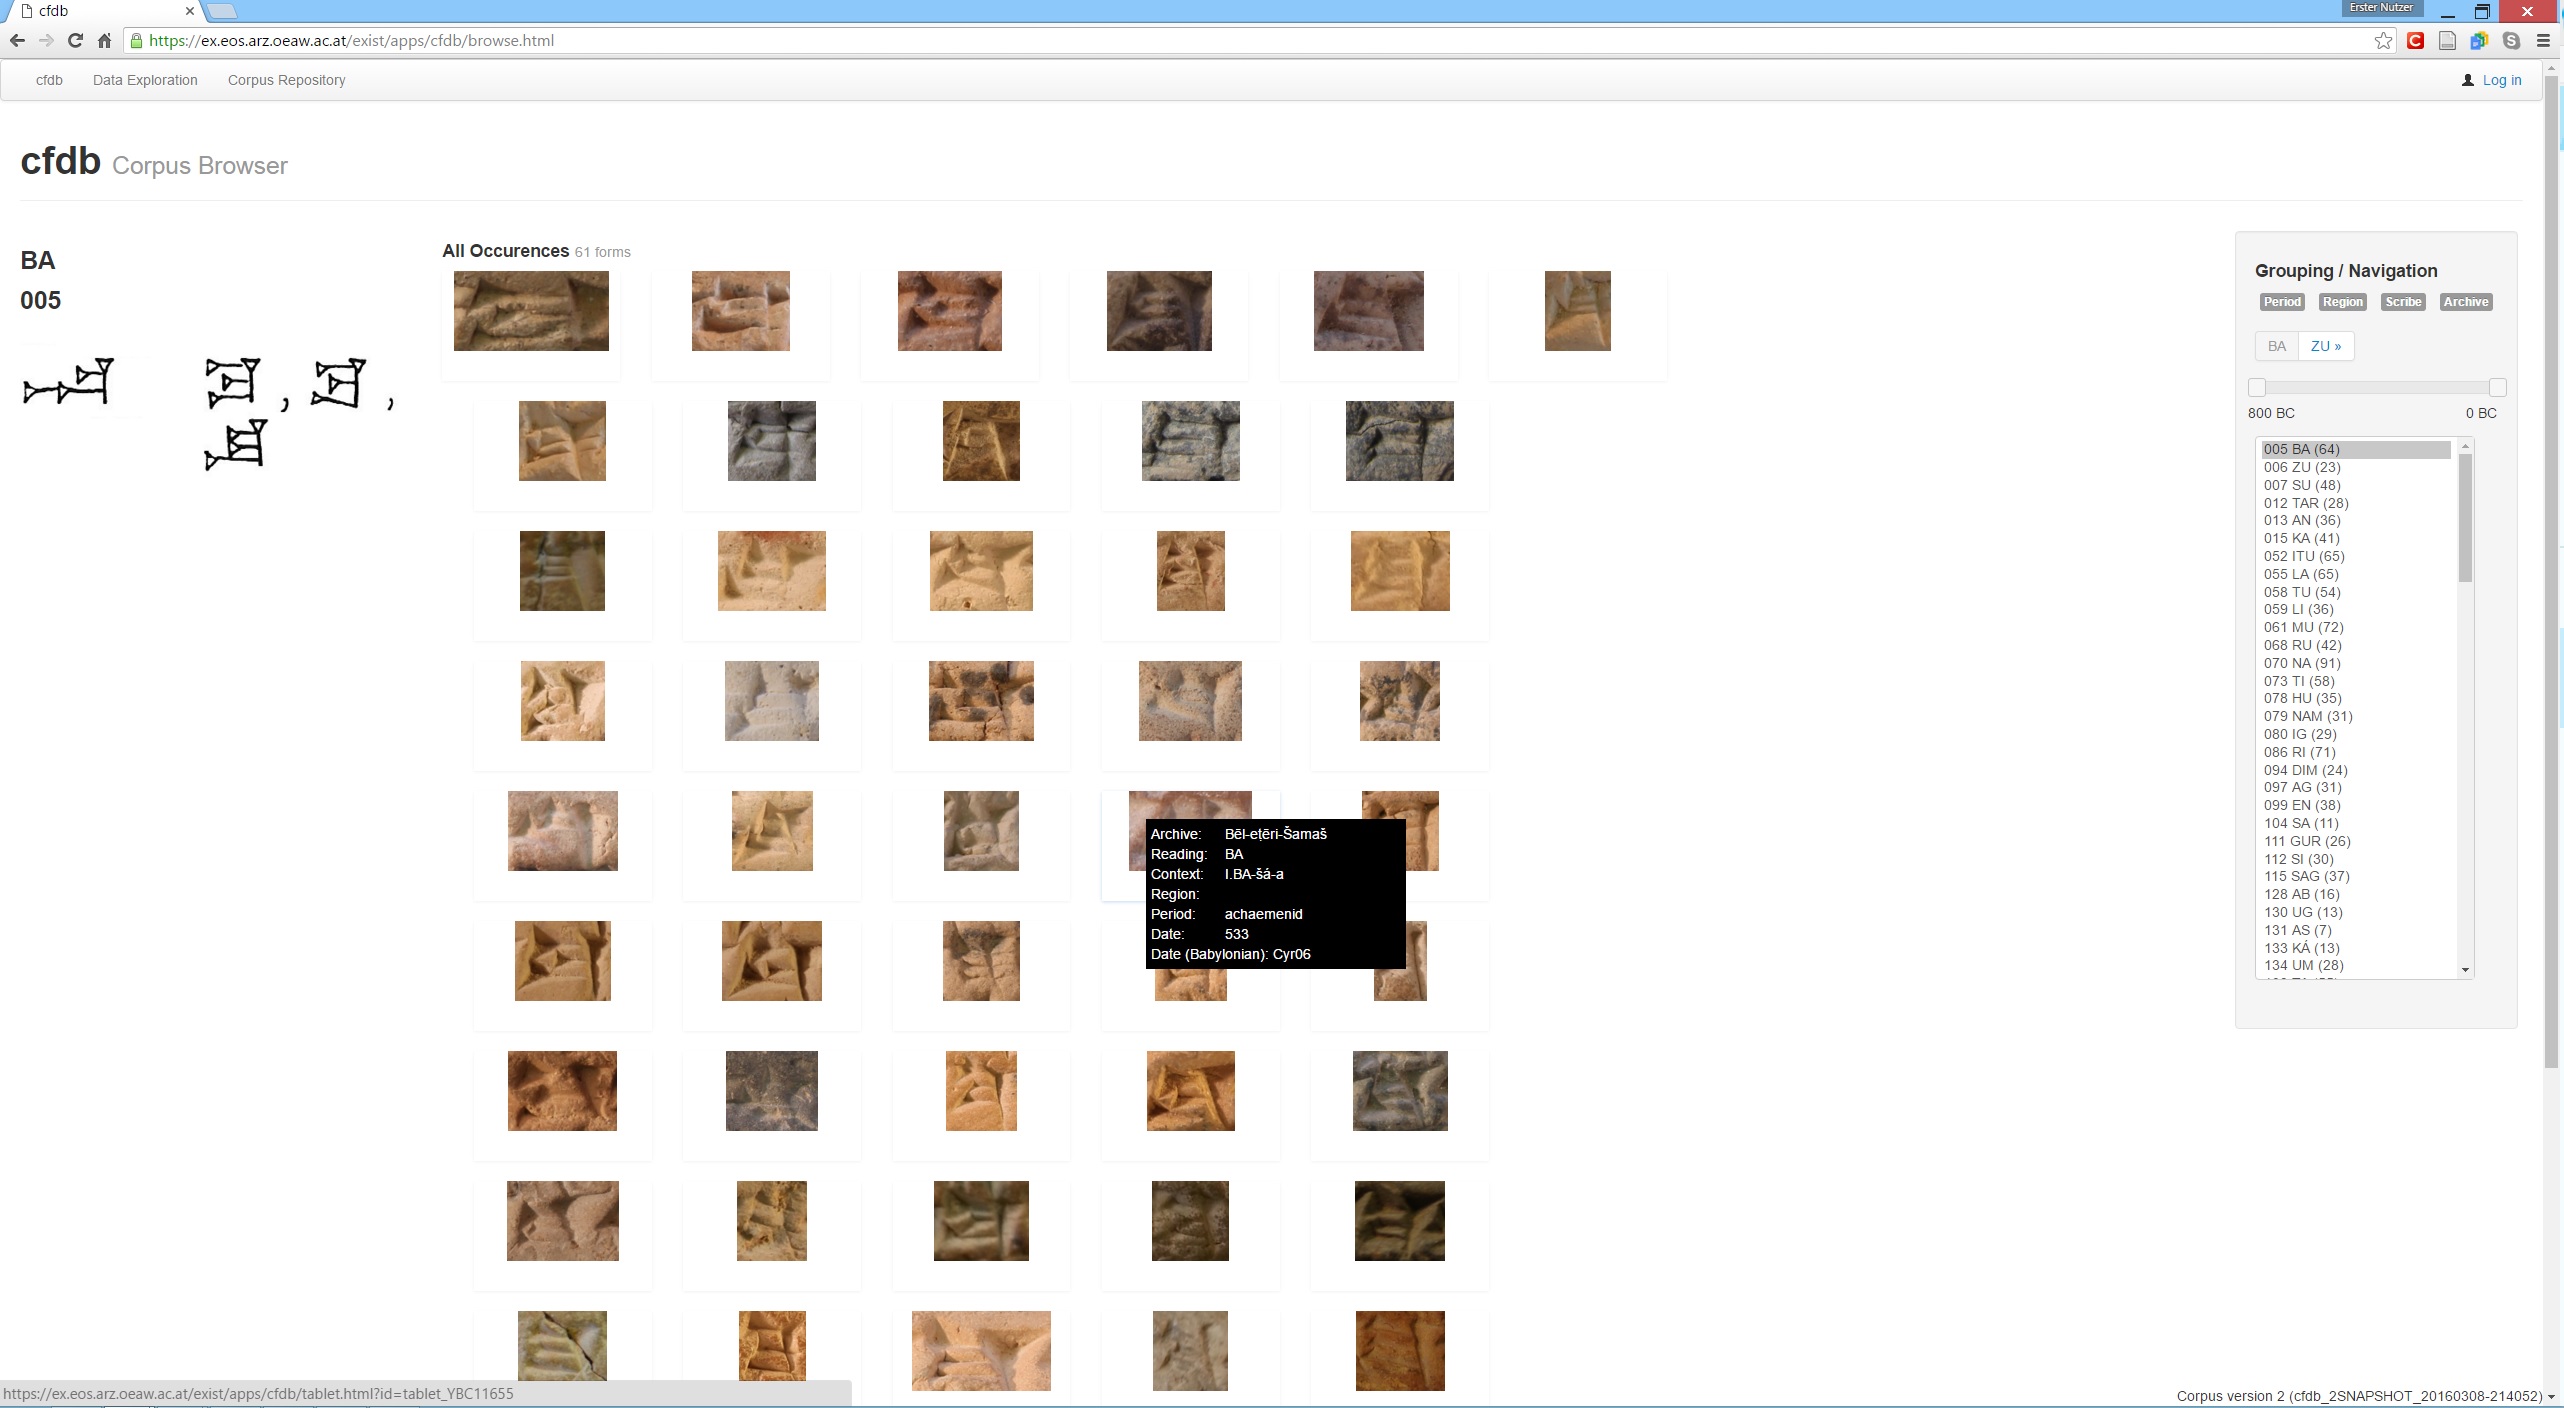 cfdb
Erster Nutzer
https://ex.eos.arz.oeaw.ac.at/exist/apps/cfdb/browse.html
cfdb Data Exploration Corpus Repository Log in
cfdb Corpus Browser
BA
005
, ,
All Occurences 61 forms
Archive: Bēl-eṭēri-Šamaš
Reading: BA
Context: I.BA-šá-a
Region:
Period: achaemenid
Date: 533
Date (Babylonian): Cyr06
Grouping / Navigation
Period Region Scribe Archive
BA ZU »
800 BC 0 BC
005 BA (64)
006 ZU (23)
007 SU (48)
012 TAR (28)
013 AN (36)
015 KA (41)
052 ITU (65)
055 LA (65)
058 TU (54)
059 LI (36)
061 MU (72)
068 RU (42)
070 NA (91)
073 TI (58)
078 HU (35)
079 NAM (31)
080 IG (29)
086 RI (71)
094 DIM (24)
097 AG (31)
099 EN (38)
104 SA (11)
111 GUR (26)
112 SI (30)
115 SAG (37)
128 AB (16)
130 UG (13)
131 AS (7)
133 KÁ (13)
134 UM (28)
https://ex.eos.arz.oeaw.ac.at/exist/apps/cfdb/tablet.html?id=tablet_YBC11655
Corpus version 2 (cfdb_2SNAPSHOT_20160308-214052)